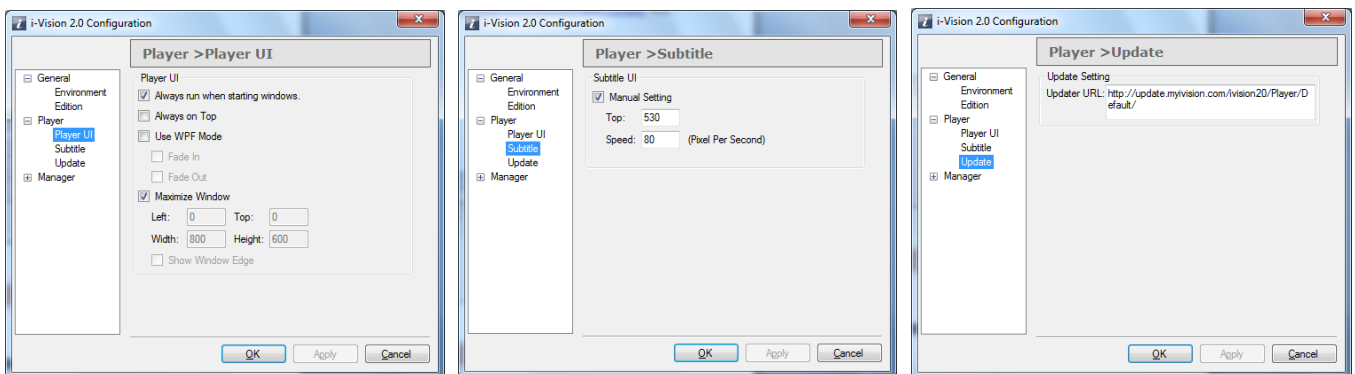 i-Vision 2.0 Configuration
Player >Player UI
General
Environment
Edition
Player
Player UI
Subtitle
Update
Manager
Player UI
Always run when starting windows.
Always on Top
Use WPF Mode
Fade In
Fade Out
Maximize Window
Left: 0 Top: 0
Width: 800 Height: 600
Show Window Edge
OK Apply Cancel
i-Vision 2.0 Configuration
Player >Subtitle
General
Environment
Edition
Player
Player UI
Subtitle
Update
Manager
Subtitle UI
Manual Setting
Top: 530
Speed: 80 (Pixel Per Second)
OK Apply Cancel
i-Vision 2.0 Configuration
Player >Update
General
Environment
Edition
Player
Player UI
Subtitle
Update
Manager
Update Setting
Updater URL: http://update.myivision.com/ivision20/Player/D
efault/
OK Apply Cancel